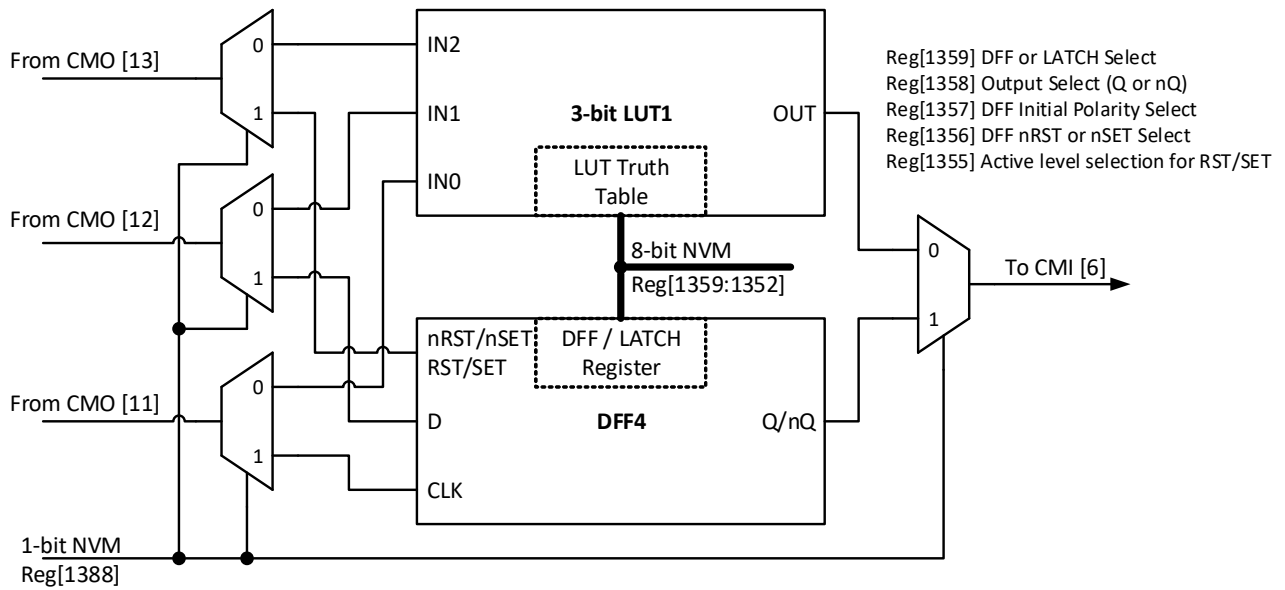 From CMO [13]
0
1
IN2
IN1
IN0
3-bit LUT1
OUT
LUT Truth
Table
Reg[1359] DFF or LATCH Select
Reg[1358] Output Select (Q or nQ)
Reg[1357] DFF Initial Polarity Select
Reg[1356] DFF nRST or nSET Select
Reg[1355] Active level selection for RST/SET
From CMO [12]
0
1
8-bit NVM
Reg[1359:1352]
0
1
To CMI [6]
From CMO [11]
0
1
nRST/nSET
RST/SET
D
CLK
DFF / LATCH
Register
DFF4
Q/nQ
1-bit NVM
Reg[1388]